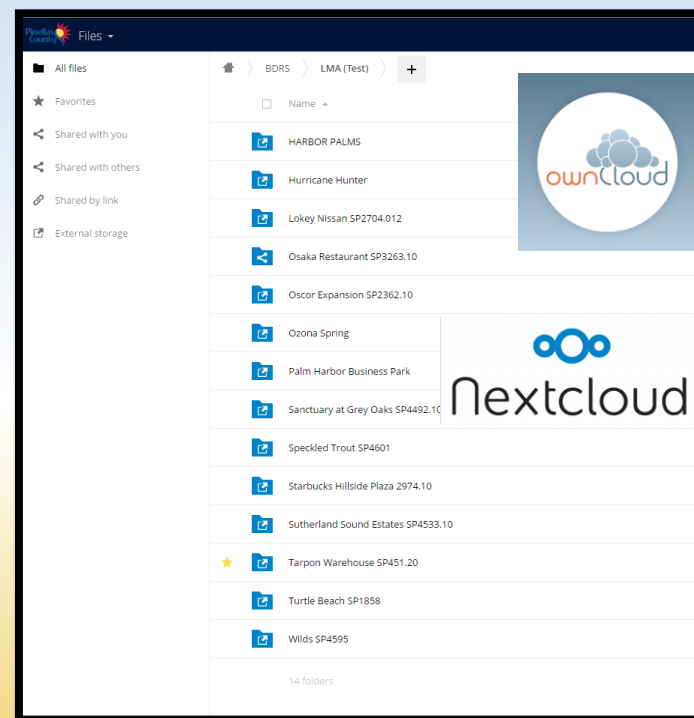 Pinellas County Files
All files
Favorites
Shared with you
Shared with others
Shared by link
External storage
BDRS LMA (Test) +
Name
HARBOR PALMS
Hurricane Hunter
Lokey Nissan SP2704.012
Osaka Restaurant SP3263.10
Oscor Expansion SP2362.10
Ozona Spring
Palm Harbor Business Park
Sanctuary at Grey Oaks SP4492.10
Speckled Trout SP4601
Starbucks Hillside Plaza 2974.10
Sutherland Sound Estates SP4533.10
Tarpon Warehouse SP451.20
Turtle Beach SP1858
Wilds SP4595
14 folders
ownCloud
Nextcloud